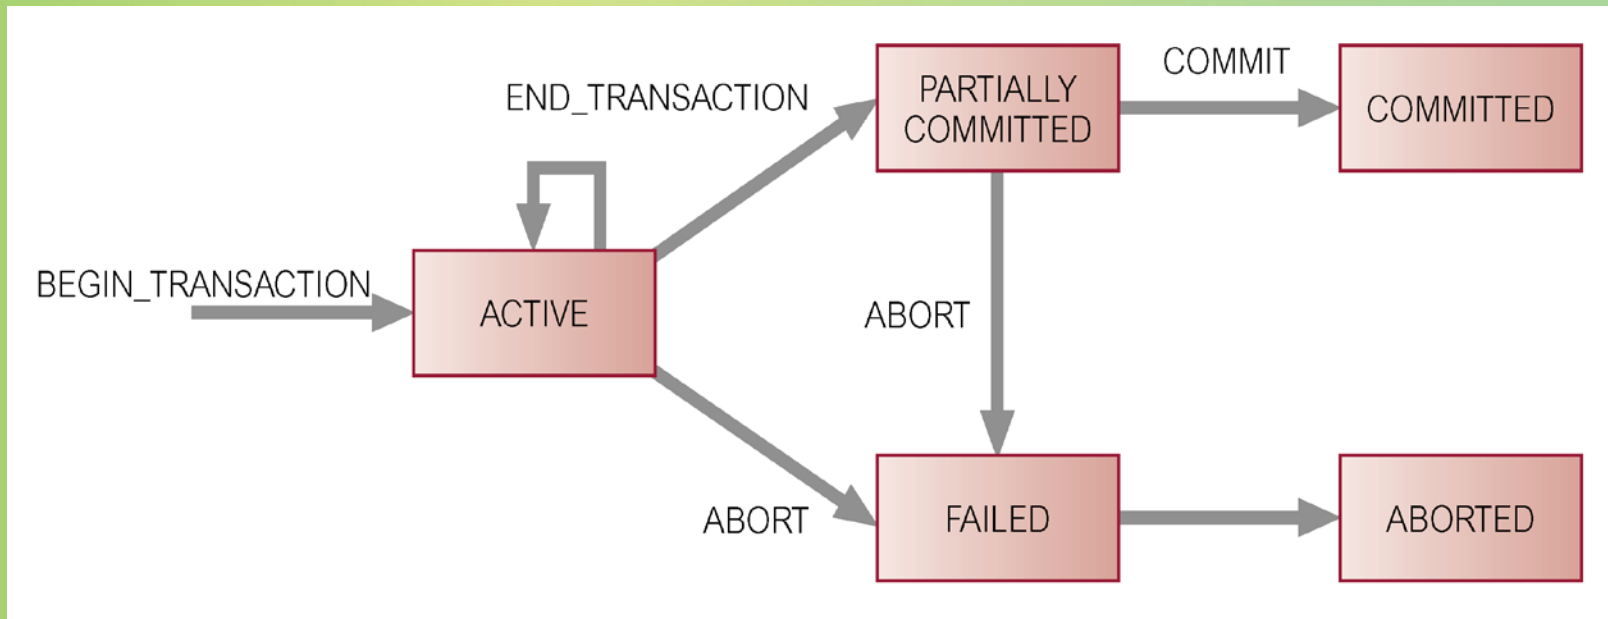 COMMIT
END_TRANSACTION
PARTIALLY
COMMITTED
COMMITTED
BEGIN_TRANSACTION
ACTIVE
ABORT
ABORT
FAILED
ABORTED